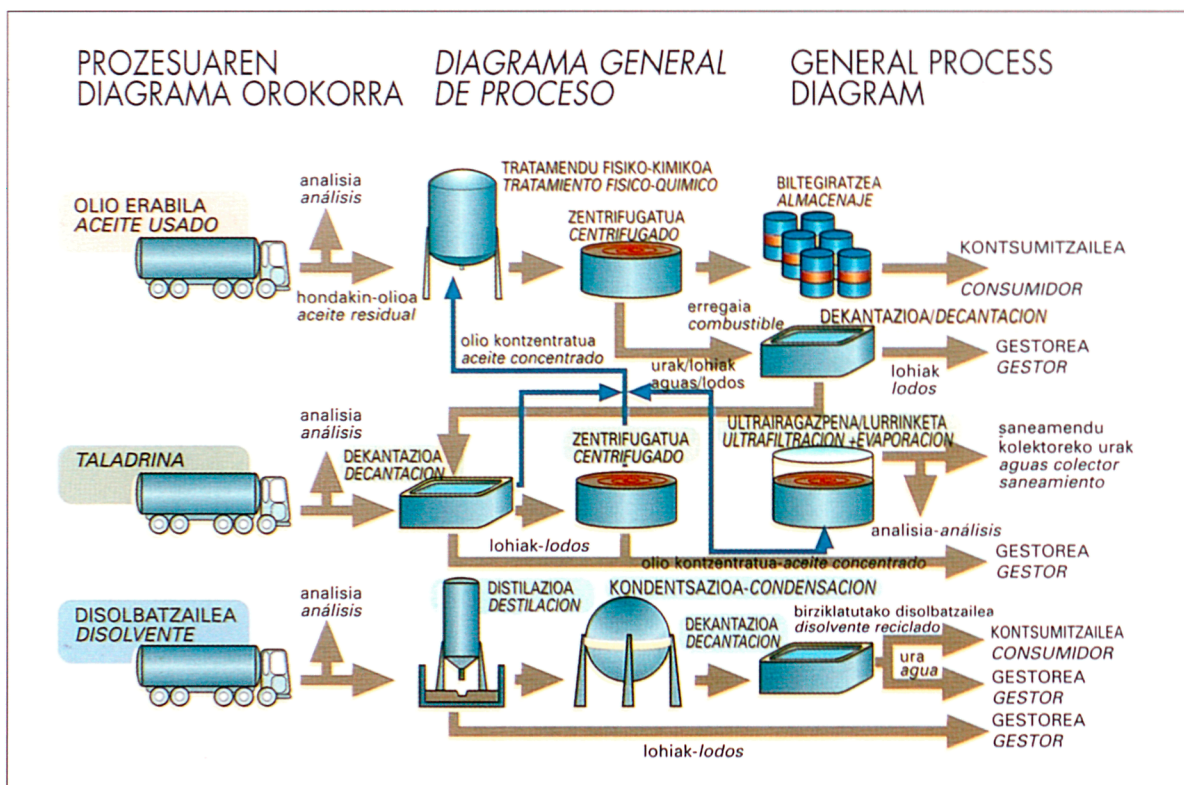 PROZESUAREN
DIAGRAMA OROKORRA
DIAGRAMA GENERAL
DE PROCESO
GENERAL PROCESS
DIAGRAM
OLIO ERABILA
ACEITE USADO
analisia
análisis
hondakin-olioa
aceite residual
TRATAMENDU FISIKO-KIMIKOA
TRATAMIENTO FISICO-QUIMICO
ZENTRIFUGATUA
CENTRIFUGADO
BILTEGIRATZEA
ALMACENAJE
KONTSUMITZAILEA
CONSUMIDOR
erregaia
combustible
DEKANTAZIOA/DECANTACION
olio kontzentratua
aceite concentrado
urak/lohiak
aguas/lodos
lohiak
lodos
GESTOREA
GESTOR
TALADRINA
analisia
análisis
DEKANTAZIOA
DECANTACION
ZENTRIFUGATUA
CENTRIFUGADO
ULTRAIRAGAZPENA/LURRINKETA
ULTRAFILTRACION+EVAPORACION
saneamendu
kolektoreko urak
aguas colector
saneamiento
analisia-análisis
lohiak-lodos
olio kontzentratua-aceite concentrado
GESTOREA
GESTOR
DISOLBATZAILEA
DISOLVENTE
analisia
análisis
DISTILAZIOA
DESTILACION
KONDENTSAZIOA-CONDENSACION
DEKANTAZIOA
DECANTACION
birziklatutako disolbatzailea
disolvente reciclado
KONTSUMITZAILEA
CONSUMIDOR
ura
agua
GESTOREA
GESTOR
GESTOREA
GESTOR
lohiak-lodos